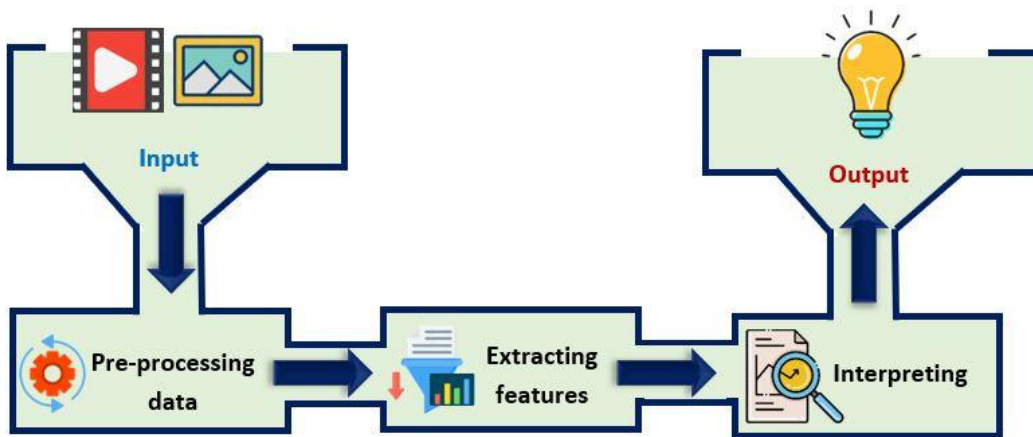 Input
Output
Pre-processing
data
Extracting
features
Interpreting